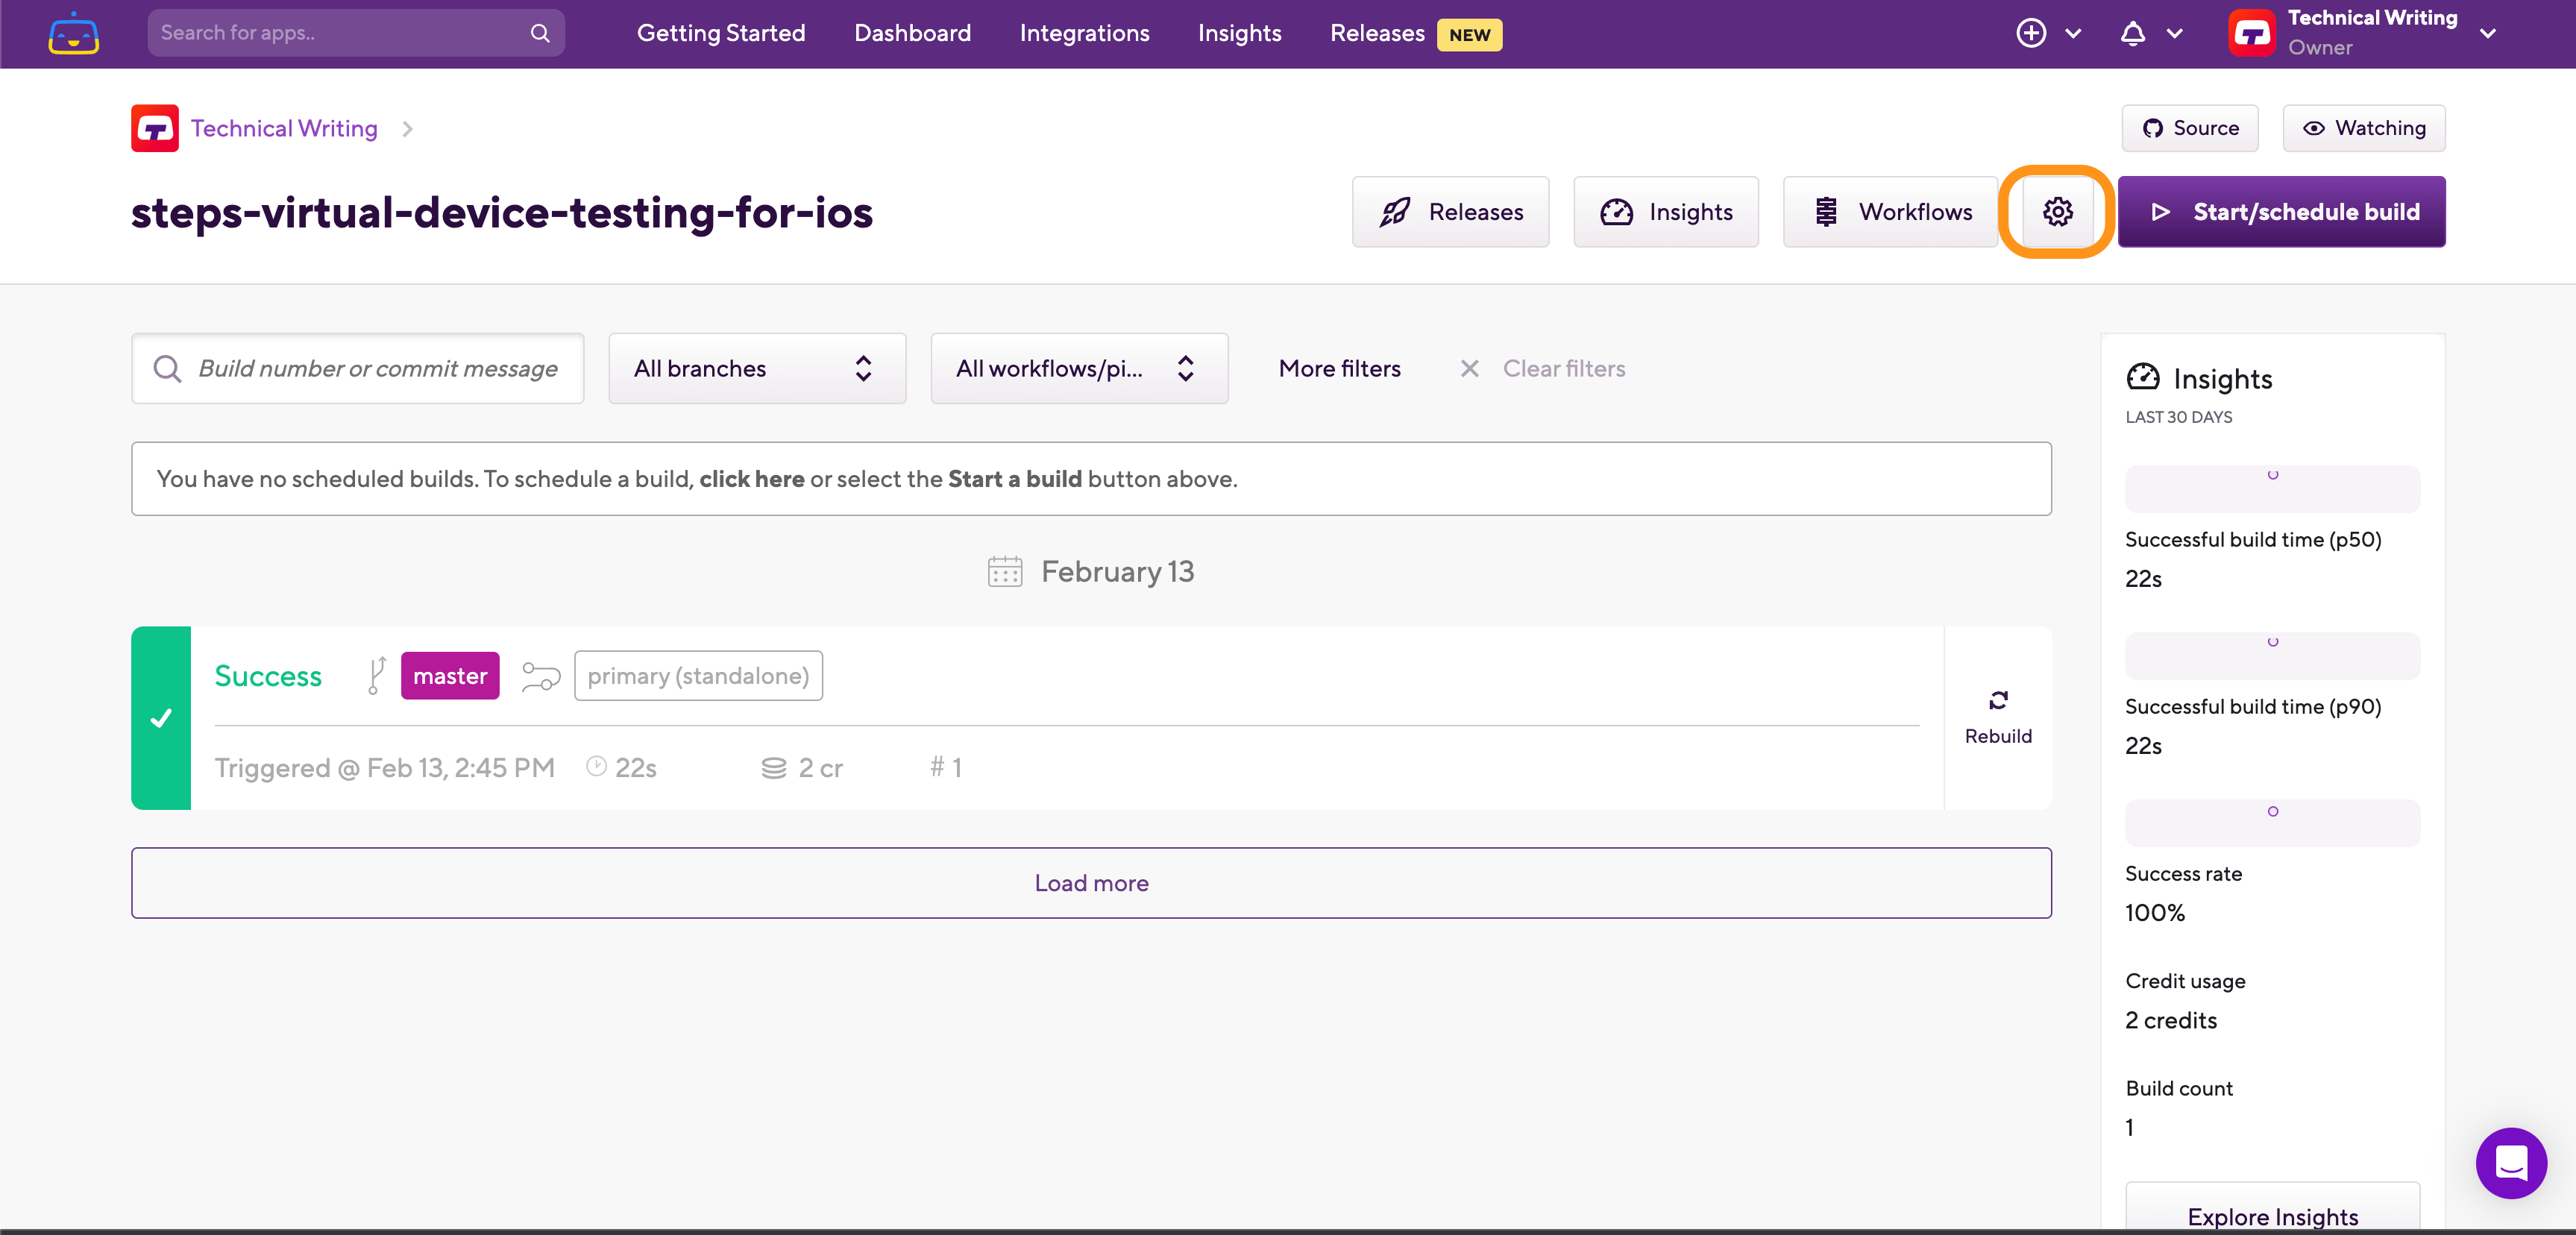 Search for apps..
Getting Started
Dashboard
Integrations
Insights
Releases NEW
Technical Writing
Owner
Technical Writing
Source
Watching
steps-virtual-device-testing-for-ios
Releases
Insights
Workflows
Start/schedule build
Build number or commit message
All branches
All workflows/pi...
More filters
Clear filters
You have no scheduled builds. To schedule a build, click here or select the Start a build button above.
February 13
Success
master
primary (standalone)
Triggered @ Feb 13, 2:45 PM
22s
2 cr
# 1
Rebuild
Load more
Insights
LAST 30 DAYS
Successful build time (p50)
22s
Successful build time (p90)
22s
Success rate
100%
Credit usage
2 credits
Build count
1
Explore Insights